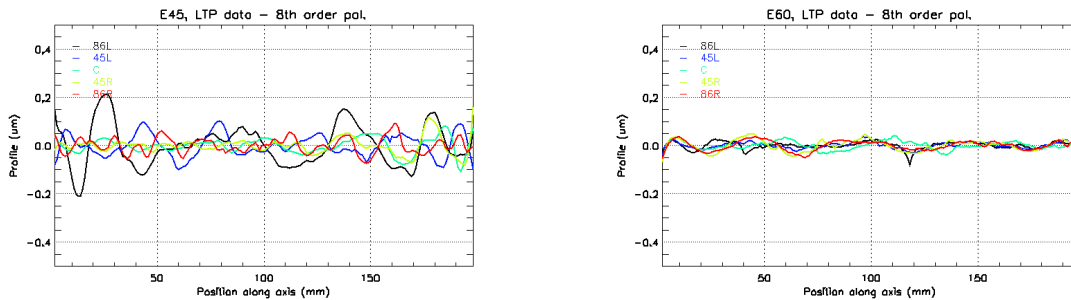 E45, LTP data - 8th order pol.
86L
45L
C
45R
86R
0.4
0.2
0.0
-0.2
-0.4
Profile (um)
50
100
150
Position along axis (mm)
E60, LTP data - 8th order pol.
86L
45L
C
45R
86R
0.4
0.2
0.0
-0.2
-0.4
Profile (um)
50
100
150
Position along axis (mm)